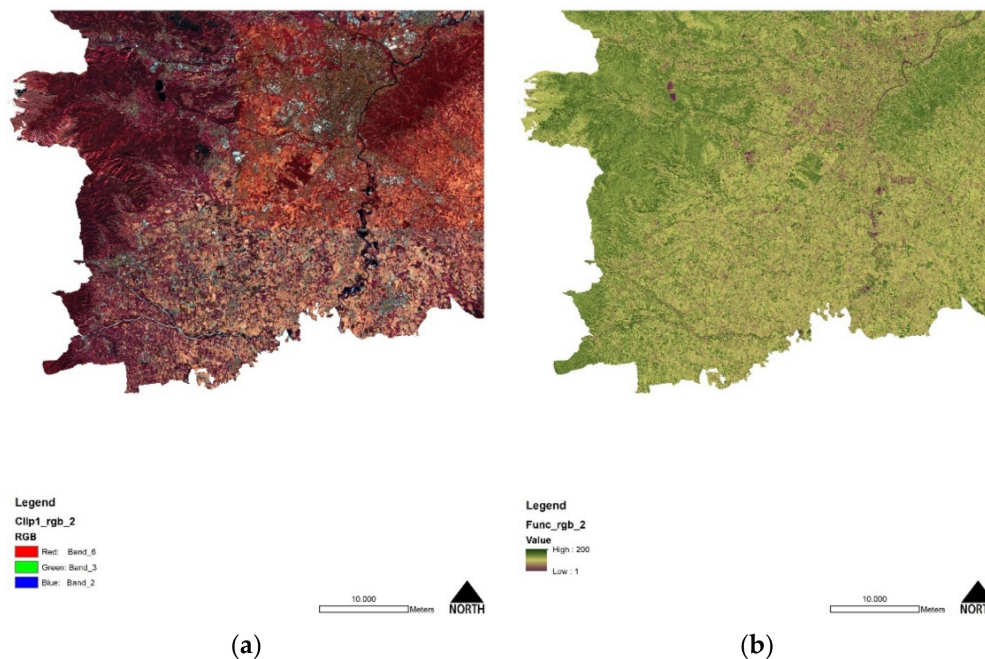 Legend
Clip1_rgb_2
RGB
Red: Band_6
Green: Band_3
Blue: Band_2
10.000
Meters
NORTH
(a)
Legend
Func_rgb_2
Value
High : 200
Low : 1
10.000
Meters
NORT
(b)